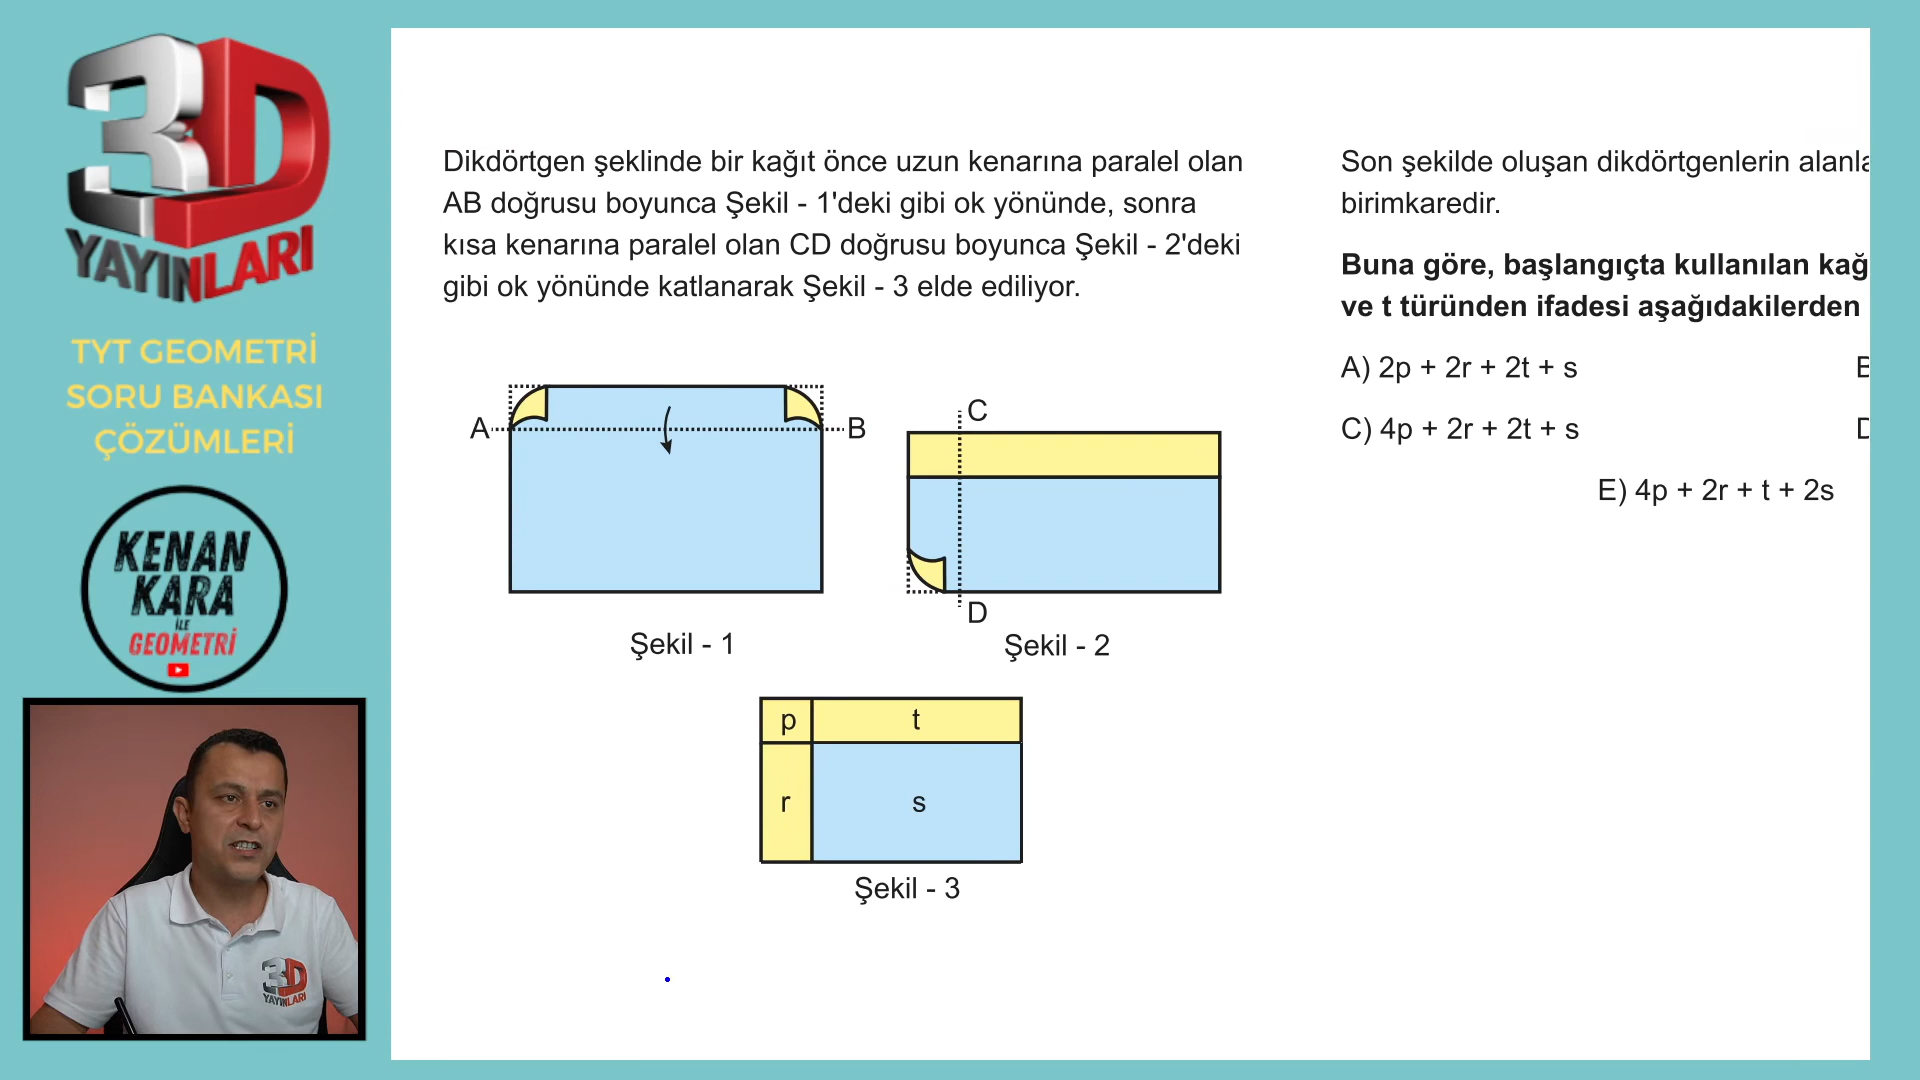 3D
YAYINLARI
TYT GEOMETRİ
SORU BANKASI
ÇÖZÜMLERİ
KENAN
KARA
İLE
GEOMETRİ
3D
YAYINLARI
Dikdörtgen şeklinde bir kağıt önce uzun kenarına paralel olan
AB doğrusu boyunca Şekil - 1'deki gibi ok yönünde, sonra
kısa kenarına paralel olan CD doğrusu boyunca Şekil - 2'deki
gibi ok yönünde katlanarak Şekil - 3 elde ediliyor.
A
B
Şekil - 1
C
D
Şekil - 2
p
t
r
s
Şekil - 3
Son şekilde oluşan dikdörtgenlerin
birimkaredir.
Buna göre, başlangıçta kullanılan
ve t türünden ifadesi aşağıdakilerden
A) 2p + 2r + 2t + s
C) 4p + 2r + 2t + s
E) 4p + 2r + t + 2s